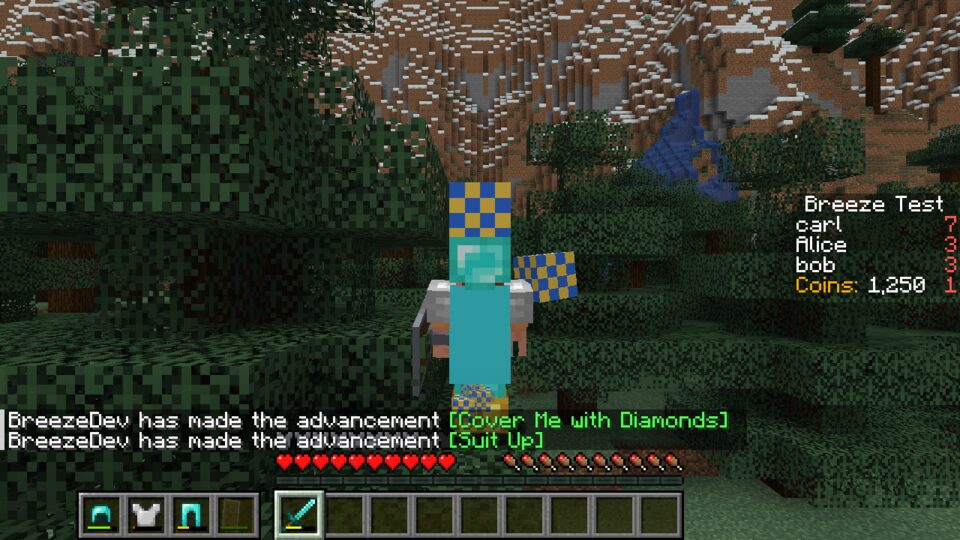 Breeze Test
carl 7
Alice 3
bob 3
Coins: 1,250 1
BreezeDev has made the advancement [Cover Me with Diamonds]
BreezeDev has made the advancement [Suit Up]